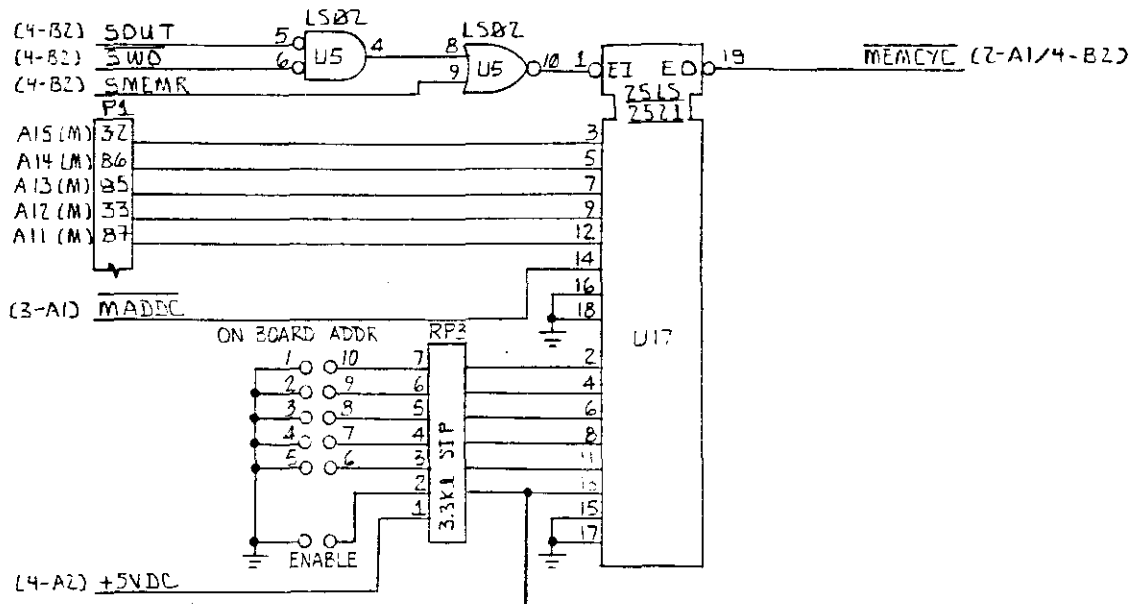 LS02 LS02
(4-B2) SOUT 5 U5 4 8 U5 10 1 EI EO 19 MEMCYC (2-A1/4-B2)
(4-B2) SWO 6 9
(4-B2) SMEMR
25LS
2521
P1
A15(M) 32 3
A14(M) 86 5
A13(M) 85 7
A12(M) 33 9
A11(M) 87 12
14
16
(3-A1) MADDC 18
ON BOARD ADDR RP3 U17
1 10 7 2
2 9 6 4
3 8 5 6
4 7 4 8
5 6 3 11
2 13
1 15
17
3.3KΩ SIP
ENABLE
(4-A2) +5VDC